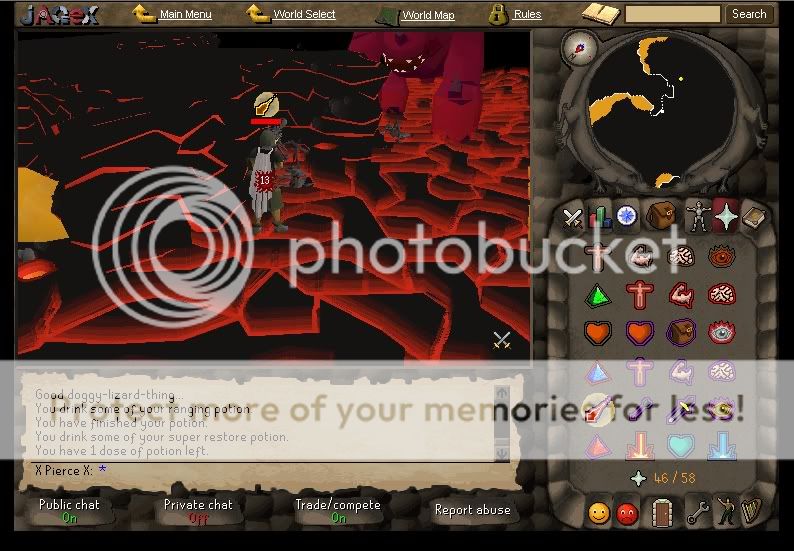 JAGEX Main Menu World Select World Map Rules Search
13
photobucket
Protect more of your memories for less!
Good doggy-lizard-thing...
You drink some of your ranging potion.
You have finished your potion.
You drink some of your super restore potion.
You have 1 dose of potion left.
X Pierce X: *
46 / 58
Public chat Private chat Trade/compete Report abuse
On Off On